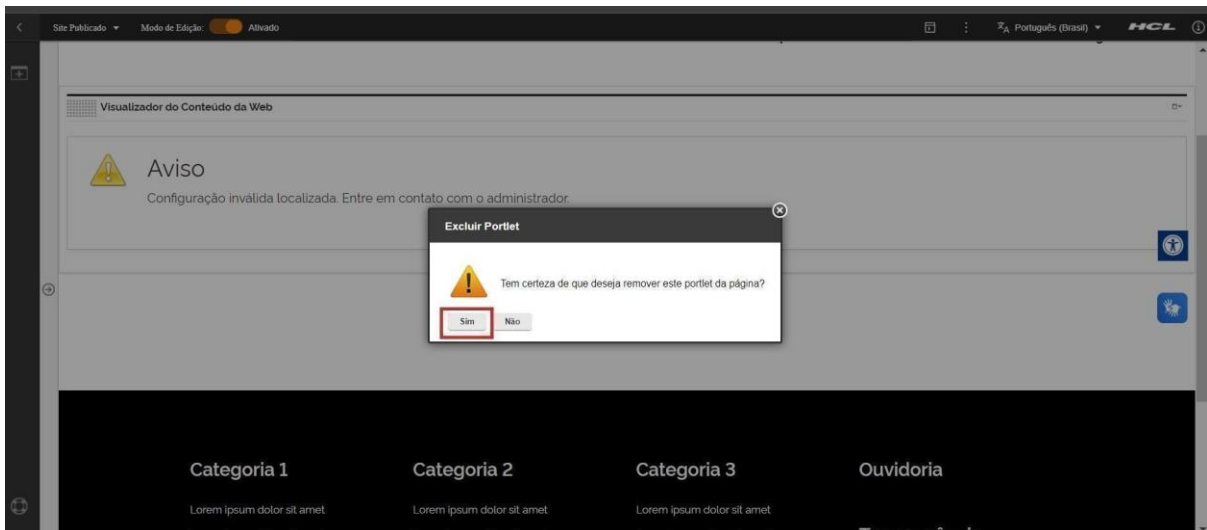 Site Publicado Modo de Edição: Ativado Português (Brasil) HCL
Visualizador do Conteúdo da Web
Aviso
Configuração inválida localizada. Entre em contato com o administrador.
Excluir Portlet
Tem certeza de que deseja remover este portlet da página?
Sim Não
Categoria 1 Categoria 2 Categoria 3 Ouvidoria
Lorem ipsum dolor sit amet Lorem ipsum dolor sit amet Lorem ipsum dolor sit amet